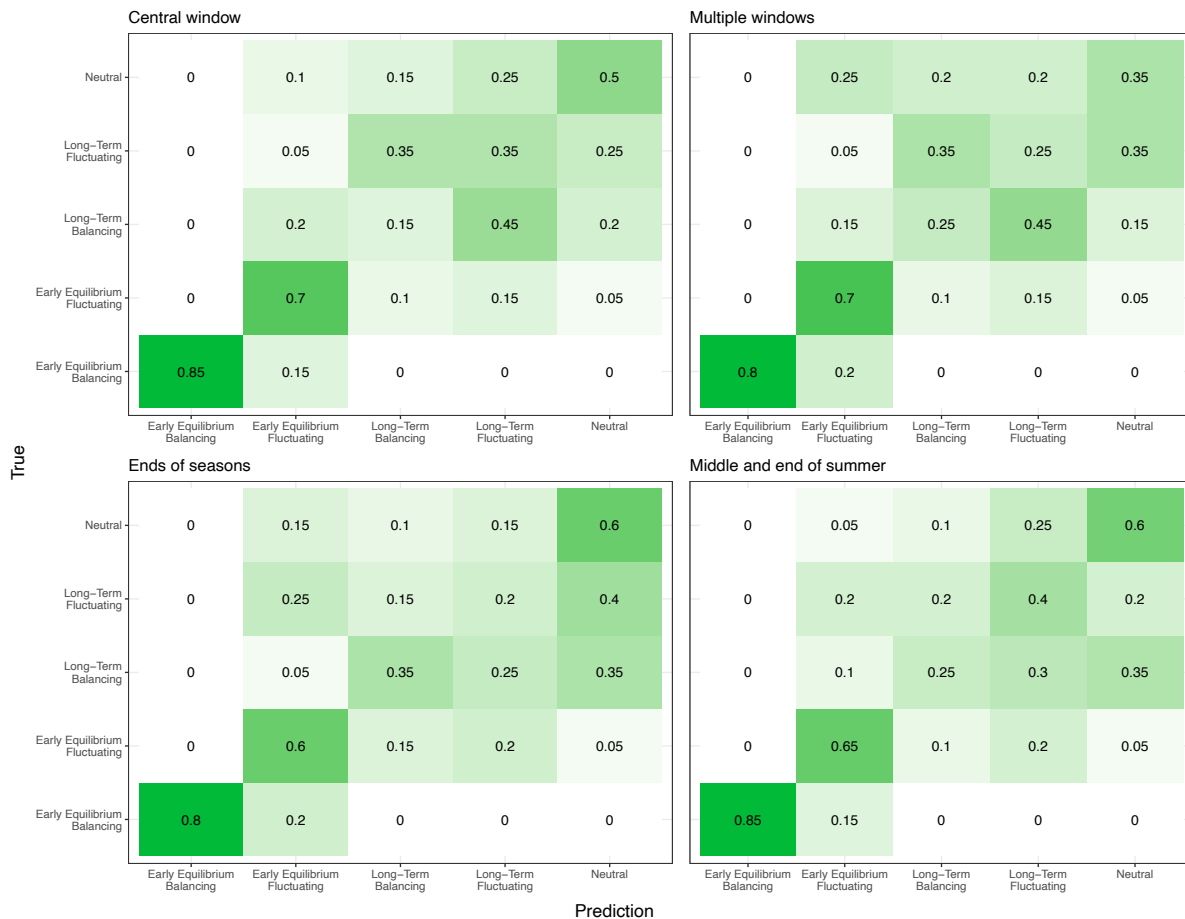 Central window
Neutral
0 0.1 0.15 0.25 0.5
Long−Term
Fluctuating
0 0.05 0.35 0.35 0.25
Long−Term
Balancing
0 0.2 0.15 0.45 0.2
Early Equilibrium
Fluctuating
0 0.7 0.1 0.15 0.05
Early Equilibrium
Balancing
0.85 0.15 0 0 0
Early Equilibrium
Balancing
Early Equilibrium
Fluctuating
Long−Term
Balancing
Long−Term
Fluctuating
Neutral
Multiple windows
0 0.25 0.2 0.2 0.35
0 0.05 0.35 0.25 0.35
0 0.15 0.25 0.45 0.15
0 0.7 0.1 0.15 0.05
0.8 0.2 0 0 0
Early Equilibrium
Balancing
Early Equilibrium
Fluctuating
Long−Term
Balancing
Long−Term
Fluctuating
Neutral
True
Ends of seasons
Neutral
0 0.15 0.1 0.15 0.6
Long−Term
Fluctuating
0 0.25 0.15 0.2 0.4
Long−Term
Balancing
0 0.05 0.35 0.25 0.35
Early Equilibrium
Fluctuating
0 0.6 0.15 0.2 0.05
Early Equilibrium
Balancing
0.8 0.2 0 0 0
Early Equilibrium
Balancing
Early Equilibrium
Fluctuating
Long−Term
Balancing
Long−Term
Fluctuating
Neutral
Middle and end of summer
0 0.05 0.1 0.25 0.6
0 0.2 0.2 0.4 0.2
0 0.1 0.25 0.3 0.35
0 0.65 0.1 0.2 0.05
0.85 0.15 0 0 0
Early Equilibrium
Balancing
Early Equilibrium
Fluctuating
Long−Term
Balancing
Long−Term
Fluctuating
Neutral
Prediction